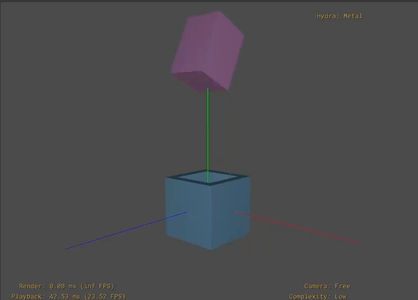 Hydra: Metal
Render: 0.00 ms (inf FPS)
Playback: 42.53 ms (23.52 FPS)
Camera: Free
Complexity: Low